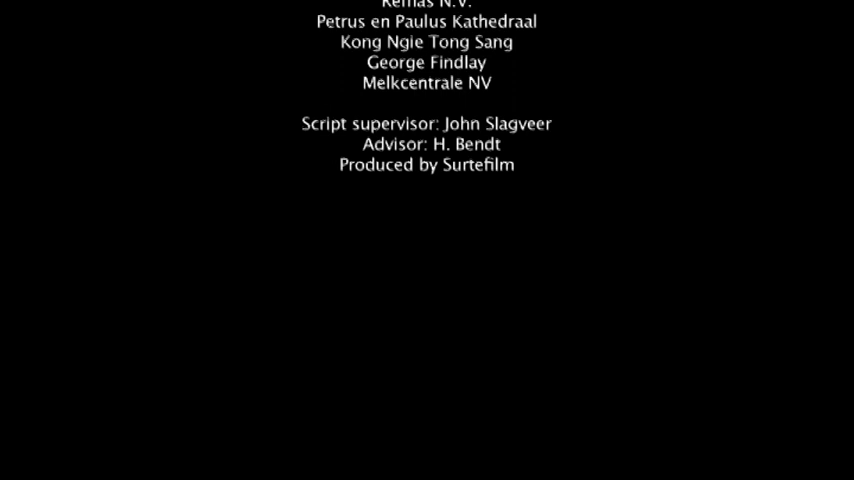 Remas N.V.
Petrus en Paulus Kathedraal
Kong Ngie Tong Sang
George Findlay
Melkcentrale NV
Script supervisor: John Slagveer
Advisor: H. Bendt
Produced by Surtefilm